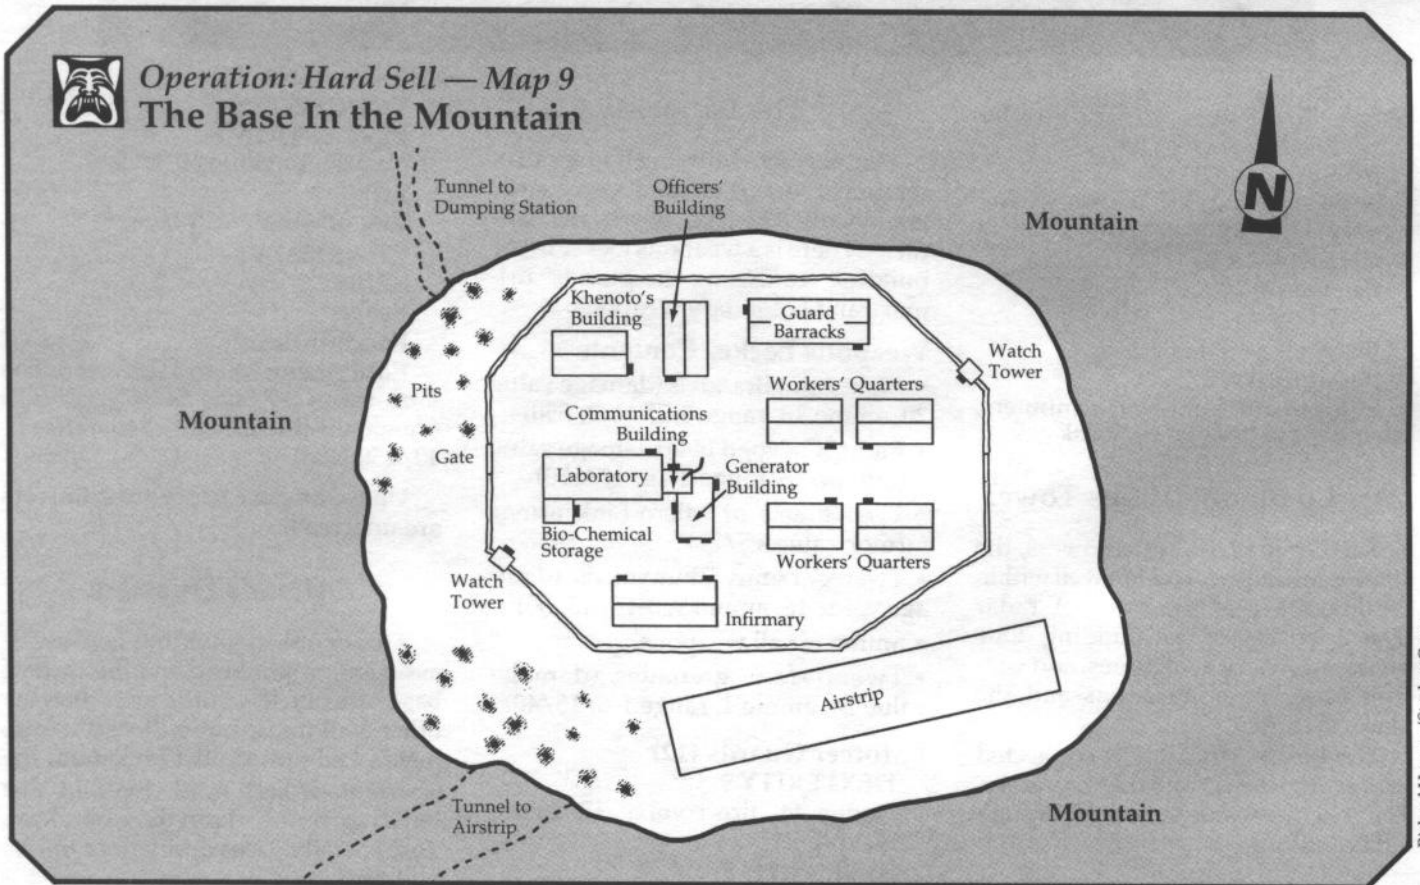 Operation: Hard Sell — Map 9
The Base In the Mountain
N
Tunnel to
Dumping Station
Officers'
Building
Mountain
Khenoto's
Building
Guard
Barracks
Watch
Tower
Pits
Workers' Quarters
Mountain
Communications
Building
Gate
Laboratory
Generator
Building
Bio-Chemical
Storage
Workers' Quarters
Watch
Tower
Infirmary
Airstrip
Tunnel to
Airstrip
Mountain